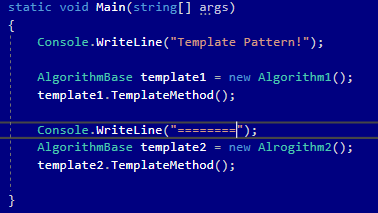 static void Main(string[] args)
{
Console.WriteLine("Template Pattern!");
AlgorithmBase template1 = new Algorithm1();
template1.TemplateMethod();
Console.WriteLine("========");
AlgorithmBase template2 = new Alrogithm2();
template2.TemplateMethod();
}